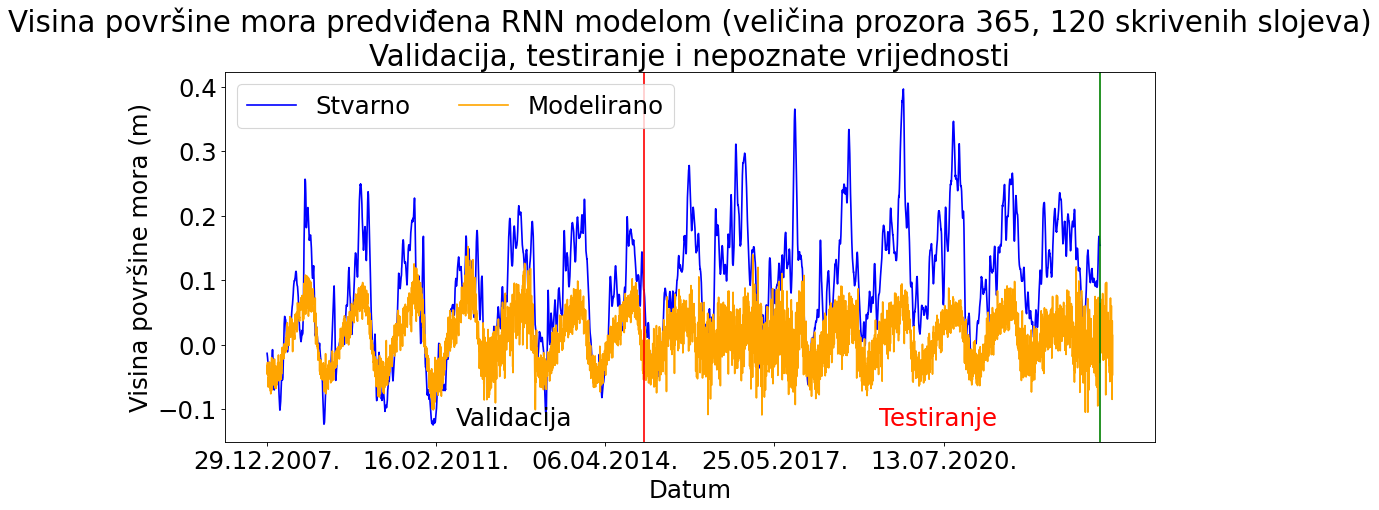 Visina površine mora predviđena RNN modelom (veličina prozora 365, 120 skrivenih slojeva)
Validacija, testiranje i nepoznate vrijednosti
Stvarno
Modelirano
Visina površine mora (m)
0.4
0.3
0.2
0.1
0.0
−0.1
Validacija
Testiranje
29.12.2007.
16.02.2011.
06.04.2014.
25.05.2017.
13.07.2020.
Datum